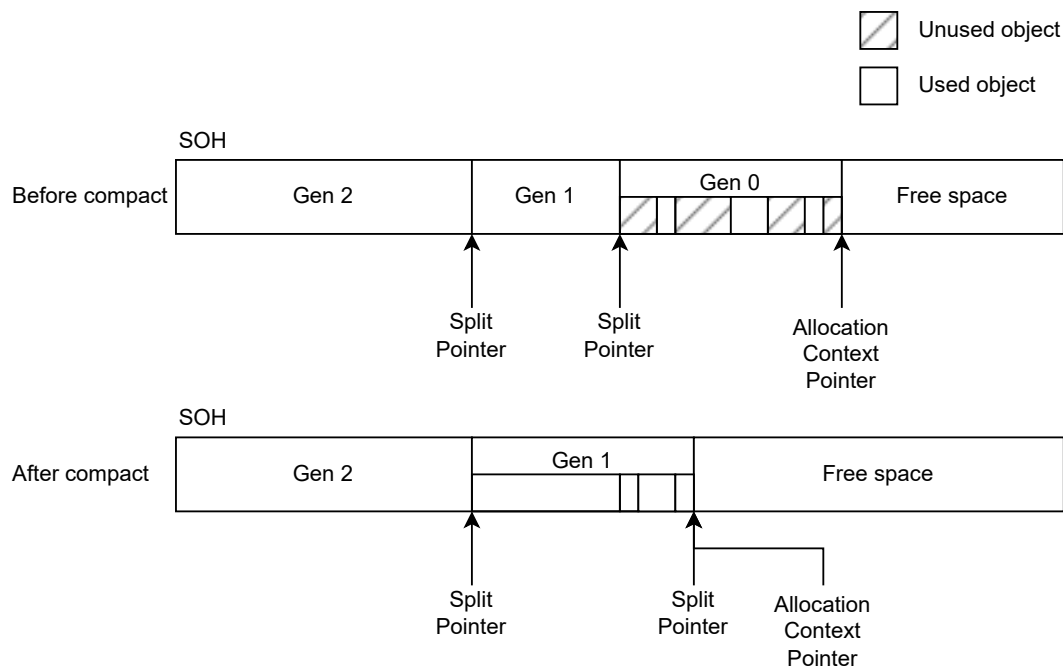 Unused object
Used object
SOH
Before compact
Gen 2
Gen 1
Gen 0
Free space
Split
Pointer
Split
Pointer
Allocation
Context
Pointer
SOH
After compact
Gen 2
Gen 1
Free space
Split
Pointer
Split
Pointer
Allocation
Context
Pointer